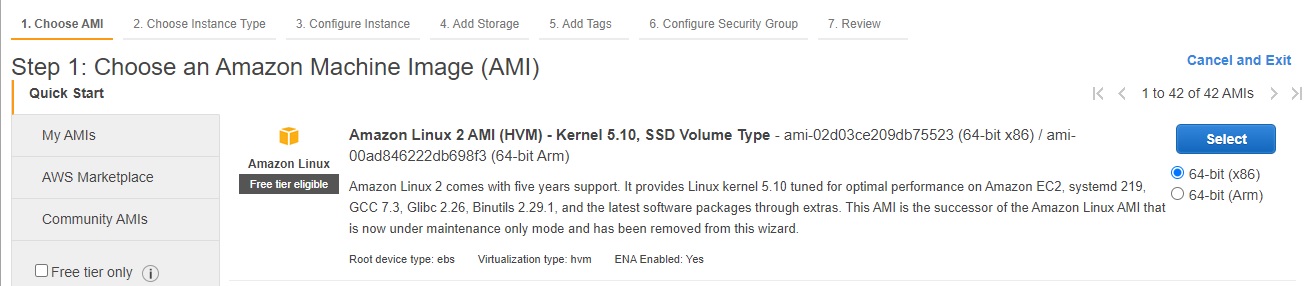 1. Choose AMI 2. Choose Instance Type 3. Configure Instance 4. Add Storage 5. Add Tags 6. Configure Security Group 7. Review
Step 1: Choose an Amazon Machine Image (AMI)
Cancel and Exit
Quick Start
1 to 42 of 42 AMIs
My AMIs
AWS Marketplace
Community AMIs
Free tier only
Amazon Linux
Free tier eligible
Amazon Linux 2 AMI (HVM) - Kernel 5.10, SSD Volume Type - ami-02d03ce209db75523 (64-bit x86) / ami-
00ad846222db698f3 (64-bit Arm)
Amazon Linux 2 comes with five years support. It provides Linux kernel 5.10 tuned for optimal performance on Amazon EC2, systemd 219,
GCC 7.3, Glibc 2.26, Binutils 2.29.1, and the latest software packages through extras. This AMI is the successor of the Amazon Linux AMI that
is now under maintenance only mode and has been removed from this wizard.
Root device type: ebs Virtualization type: hvm ENA Enabled: Yes
Select
64-bit (x86)
64-bit (Arm)